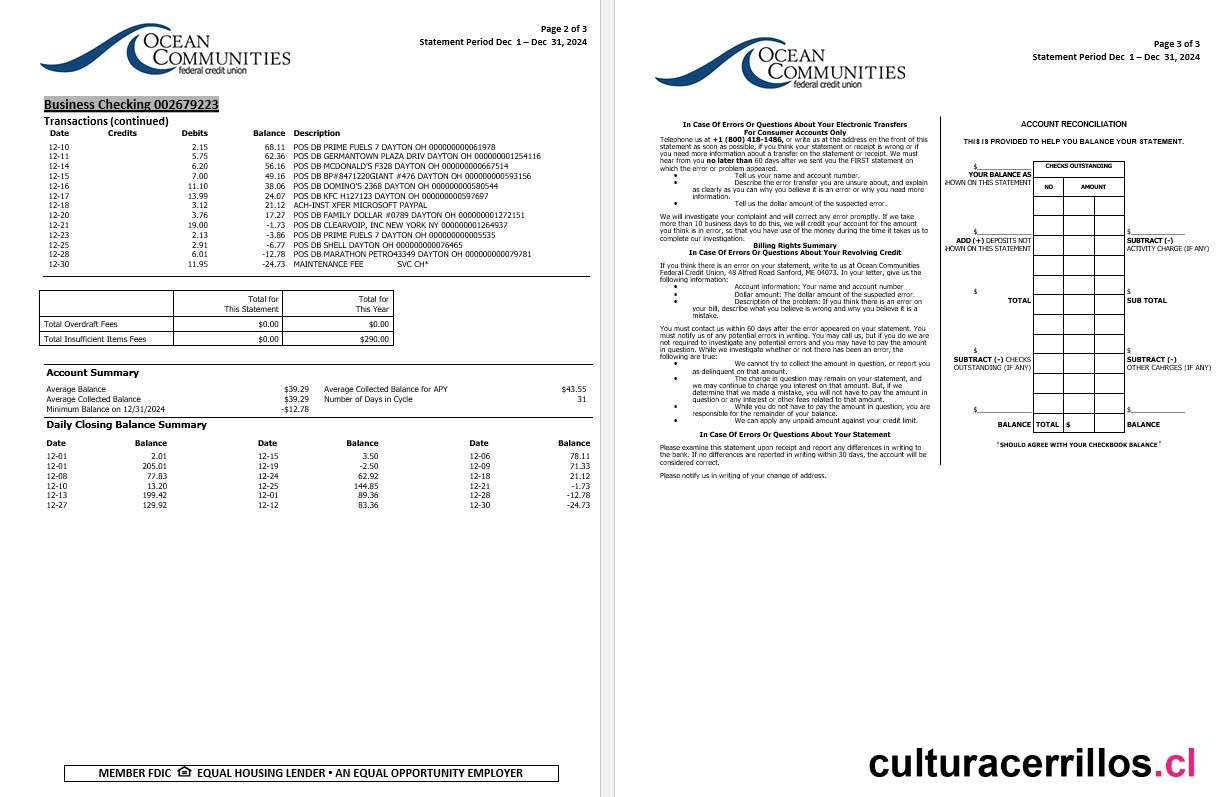 OCEAN
COMMUNITIES
federal credit union
Page 2 of 3
Statement Period Dec 1 – Dec 31, 2024
Business Checking 002679223
Transactions (continued)
Date Credits Debits Balance Description
12-10 2.15 68.11 POS DB PRIME FUELS 7 DAYTON OH 000000000061978
12-11 5.75 62.36 POS DB GERMANTOWN PLAZA DRIV DAYTON OH 000000001254116
12-14 6.20 56.16 POS DB MCDONALD'S F328 DAYTON OH 000000000667514
12-15 7.00 49.16 POS DB BP#8471220GIANT #476 DAYTON OH 000000000593156
12-16 11.10 38.06 POS DB DOMINO'S 2368 DAYTON OH 000000000580544
12-17 13.99 24.07 POS DB KFC H127123 DAYTON OH 000000000597697
12-18 3.12 21.12 ACH-INST XFER MICROSOFT PAYPAL
12-20 3.76 17.27 POS DB FAMILY DOLLAR #0789 DAYTON OH 000000001272151
12-21 19.00 -1.73 POS DB CLEARVOIP, INC NEW YORK NY 000001264937
12-23 2.13 -3.86 POS DB PRIME FUELS 7 DAYTON OH 00000000005535
12-25 2.91 -6.77 POS DB SHELL DAYTON OH 0000000076465
12-28 6.01 -12.78 POS DB MARATHON PETRO43349 DAYTON OH 000000000079781
12-30 11.95 -24.73 MAINTENANCE FEE SVC CH*
Total for This Statement Total for This Year
Total Overdraft Fees $0.00 $0.00
Total Insufficient Items Fees $0.00 $290.00
Account Summary
Average Balance $39.29 Average Collected Balance for APY $43.55
Average Collected Balance $39.29 Number of Days in Cycle 31
Minimum Balance on 12/31/2024 -$12.78
Daily Closing Balance Summary
Date Balance Date Balance Date Balance
12-01 2.01 12-15 3.50 12-06 78.11
12-01 205.01 12-19 -2.50 12-09 71.33
12-08 77.83 12-24 62.92 12-18 21.12
12-10 13.20 12-25 144.85 12-21 -1.73
12-13 199.42 12-01 89.36 12-28 -12.78
12-27 129.92 12-12 83.36 12-30 -24.73
MEMBER FDIC EQUAL HOUSING LENDER • AN EQUAL OPPORTUNITY EMPLOYER
OCEAN
COMMUNITIES
federal credit union
Page 3 of 3
Statement Period Dec 1 – Dec 31, 2024
In Case Of Errors Or Questions About Your Electronic Transfers
For Consumer Accounts Only
Telephone us at +1 (800) 418-1486, or write us at the address on the front of this
statement as soon as possible, if you think your statement or receipt is wrong or if
you need more information about a transfer on the statement or receipt. We must
hear from you no later than 60 days after we sent you the FIRST statement on
which the error or problem appeared.
• Tell us your name and account number.
• Describe the error transfer you are unsure about, and explain
as clearly as you can why you believe it is an error or why you need more
information.
• Tell us the dollar amount of the suspected error.
We will investigate your complaint and will correct any error promptly. If we take
more than 10 business days to do this, we will credit your account for the amount
you think is in error, so that you have use of the money during the time it takes us to
complete our investigation.
Billing Rights Summary
In Case Of Errors Or Questions About Your Revolving Credit
If you think there is an error on your statement, write to us at Ocean Communities
Federal Credit Union, 48 Alfred Road Sanford, ME 04073. In your letter, give us the
following information:
• Account information: Your name and account number
• Dollar amount: The dollar amount of the suspected error.
• Description of the problem: If you think there is an error on
your bill, describe what you believe is wrong and why you believe it is a
mistake.
You must contact us within 60 days after the error appeared on your statement. You
must notify us of any potential errors in writing. You may call us, but if you do we are
not required to investigate any potential errors and you may have to pay the amount
in question. While we investigate whether or not there has been an error, the
following are true:
• We cannot try to collect the amount in question, or report you
as delinquent on that amount.
• The charge in question may remain on your statement, and
we may continue to charge you interest on that amount. But, if we
determine that we made a mistake, you will not have to pay the amount in
question or any interest or other fees related to that amount.
• While you do not have to pay the amount in question, you are
responsible for the remainder of your balance.
• We can apply any unpaid amount against your credit limit.
In Case Of Errors Or Questions About Your Statement
Please examine this statement upon receipt and report any differences in writing to
the bank. If no differences are reported in writing within 30 days, the account will be
considered correct.
Please notify us in writing of your change of address.
ACCOUNT RECONCILIATION
THIS IS PROVIDED TO HELP YOU BALANCE YOUR STATEMENT.
$
YOUR BALANCE AS
HOWN ON THIS STATEMENT
CHECKS OUTSTANDING
NO AMOUNT
$
ADD (+) DEPOSITS NOT
HOWN ON THIS STATEMENT
$
SUBTRACT (-)
ACTIVITY CHARGE (IF ANY)
$
TOTAL
$
SUB TOTAL
$
SUBTRACT (-) CHECKS
OUTSTANDING (IF ANY)
$
SUBTRACT (-)
OTHER CAHRGES (IF ANY)
$
BALANCE TOTAL $
$
BALANCE
*SHOULD AGREE WITH YOUR CHECKBOOK BALANCE*
culturacerrillos.cl